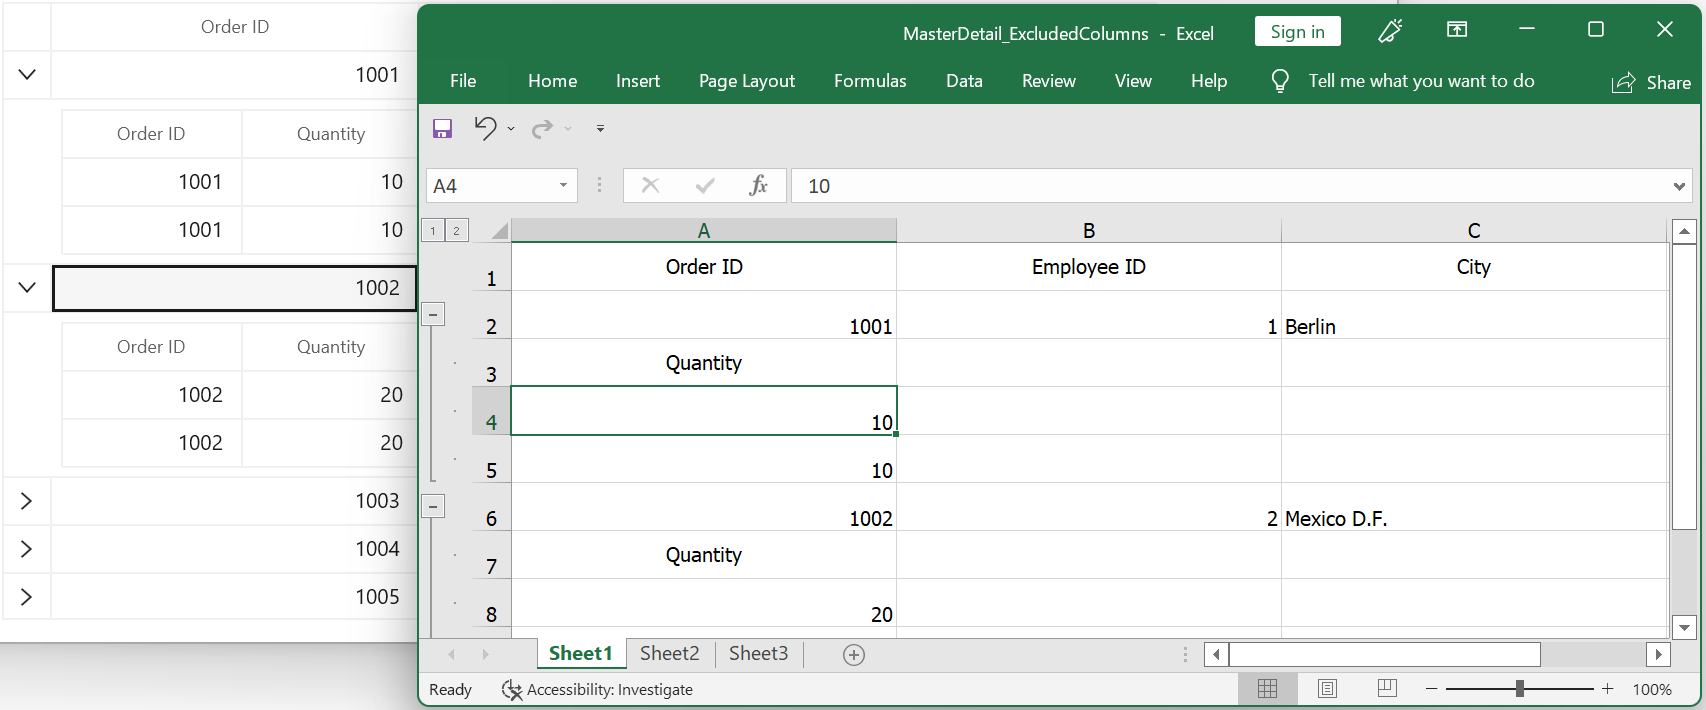 Order ID
1001
Order ID Quantity
1001 10
1001 10
1002
Order ID Quantity
1002 20
1002 20
1003
1004
1005
MasterDetail_ExcludedColumns - Excel Sign in
File Home Insert Page Layout Formulas Data Review View Help Tell me what you want to do Share
A4 fx 10
1 2 A B C
1 Order ID Employee ID City
2 1001 1 Berlin
3 Quantity
4 10
5 10
6 1002 2 Mexico D.F.
7 Quantity
8 20
Sheet1 Sheet2 Sheet3
Ready Accessibility: Investigate 100%